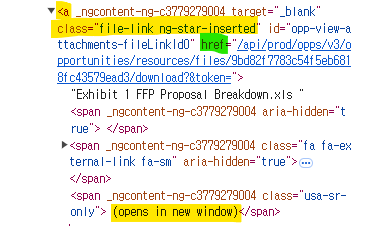 <a _ngcontent-ng-c3779279004 target="_blank"
class="file-link ng-star-inserted" id="opp-view-a
ttachments-fileLinkId0" href="/api/prod/opps/v3/o
pportunities/resources/files/9bd82f7783c54f5eb681
8fc43579ead3/download?&token=">
"Exhibit 1 FFP Proposal Breakdown.xls "
<span _ngcontent-ng-c3779279004 aria-hidden="t
rue"> </span>
<span _ngcontent-ng-c3779279004 class="fa fa-e
xternal-link fa-sm" aria-hidden="true">…
</span>
<span _ngcontent-ng-c3779279004 class="usa-sr-
only"> (opens in new window)</span>